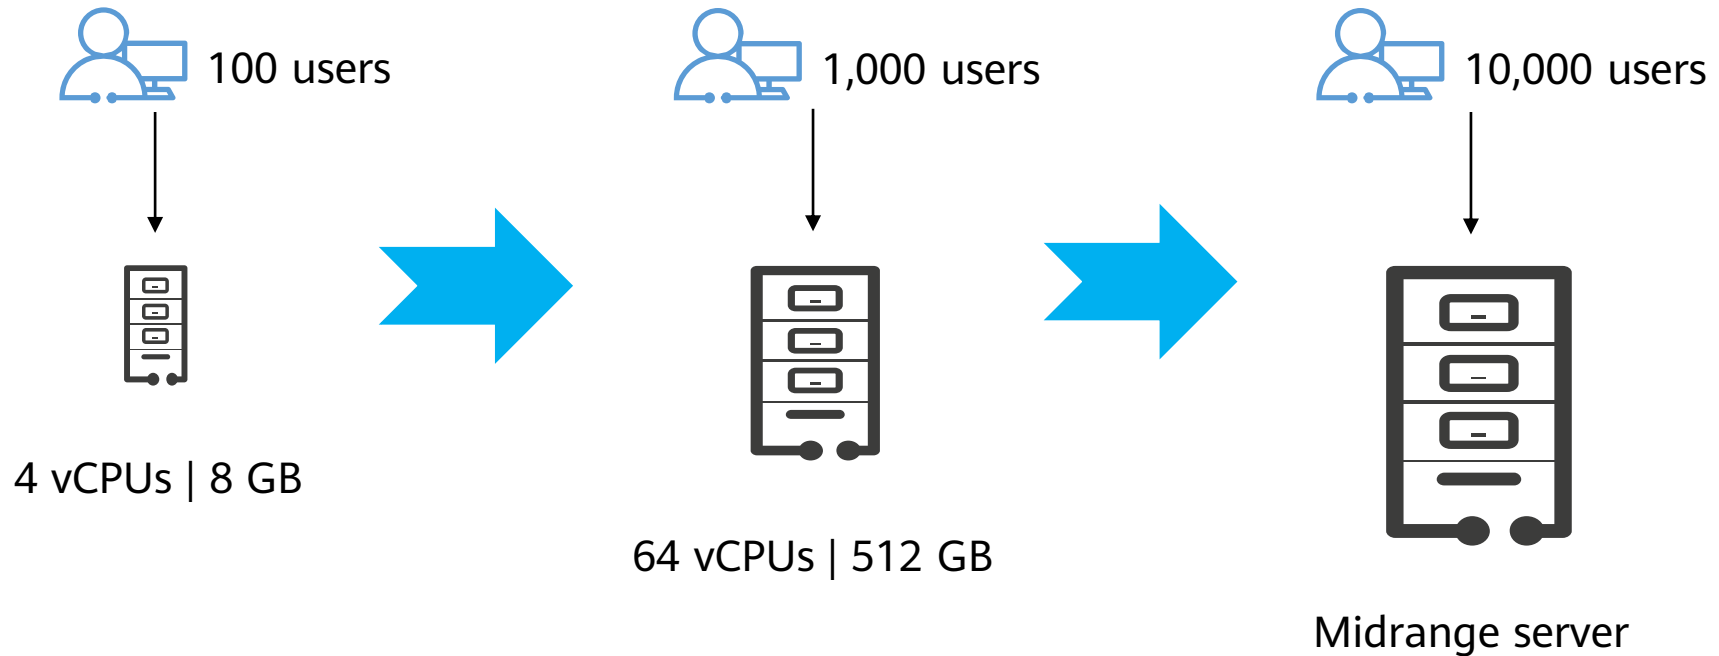 100 users
1,000 users
10,000 users
4 vCPUs | 8 GB
64 vCPUs | 512 GB
Midrange server